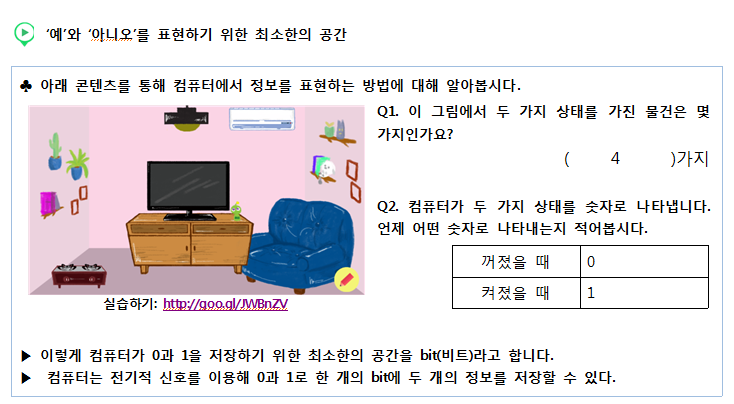 ‘예’와 ‘아니오’를 표현하기 위한 최소한의 공간
♣ 아래 콘텐츠를 통해 컴퓨터에서 정보를 표현하는 방법에 대해 알아봅시다.
Q1. 이 그림에서 두 가지 상태를 가진 물건은 몇
가지인가요?
( 4 )가지
Q2. 컴퓨터가 두 가지 상태를 숫자로 나타냅니다.
언제 어떤 숫자로 나타내는지 적어봅시다.
꺼졌을 때 0
켜졌을 때 1
실습하기: http://goo.gl/JWBnZV
▶ 이렇게 컴퓨터가 0과 1을 저장하기 위한 최소한의 공간을 bit(비트)라고 합니다.
▶ 컴퓨터는 전기적 신호를 이용해 0과 1로 한 개의 bit에 두 개의 정보를 저장할 수 있다.